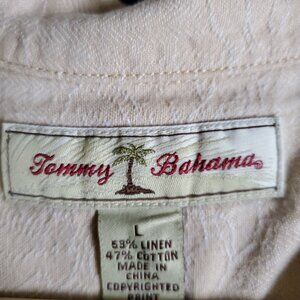 Tommy Bahama®
L
53% LINEN
47% COTTON
MADE IN
CHINA
COPYRIGHTED
PRINT